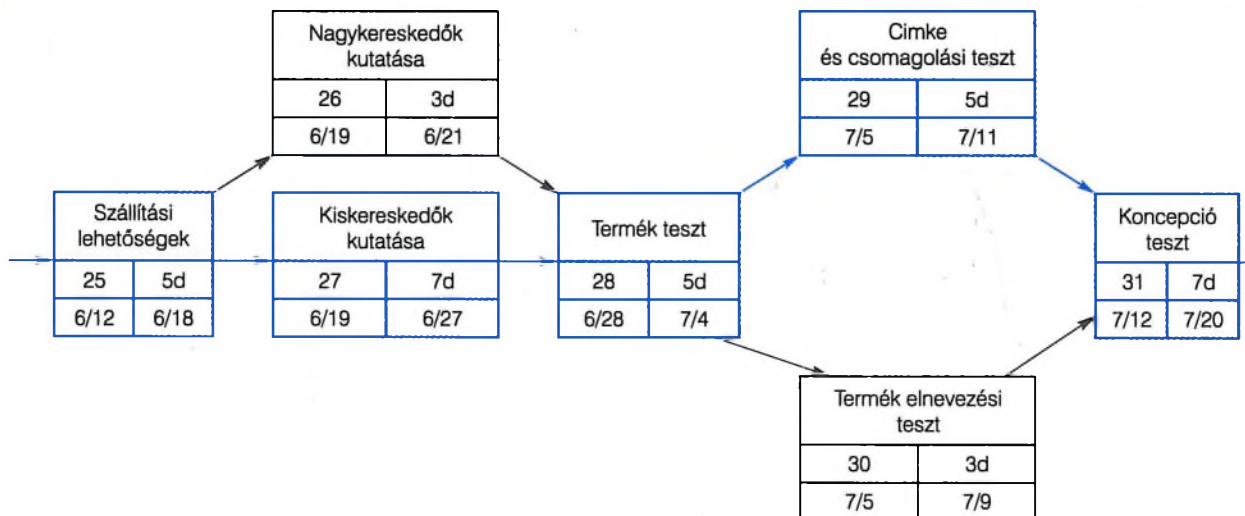 Nagykereskedők
kutatása
26 3d
6/19 6/21
Cimke
és csomagolási teszt
29 5d
7/5 7/11
Szállítási
lehetőségek
25 5d
6/12 6/18
Kiskereskedők
kutatása
27 7d
6/19 6/27
Termék teszt
28 5d
6/28 7/4
Koncepció
teszt
31 7d
7/12 7/20
Termék elnevezési
teszt
30 3d
7/5 7/9